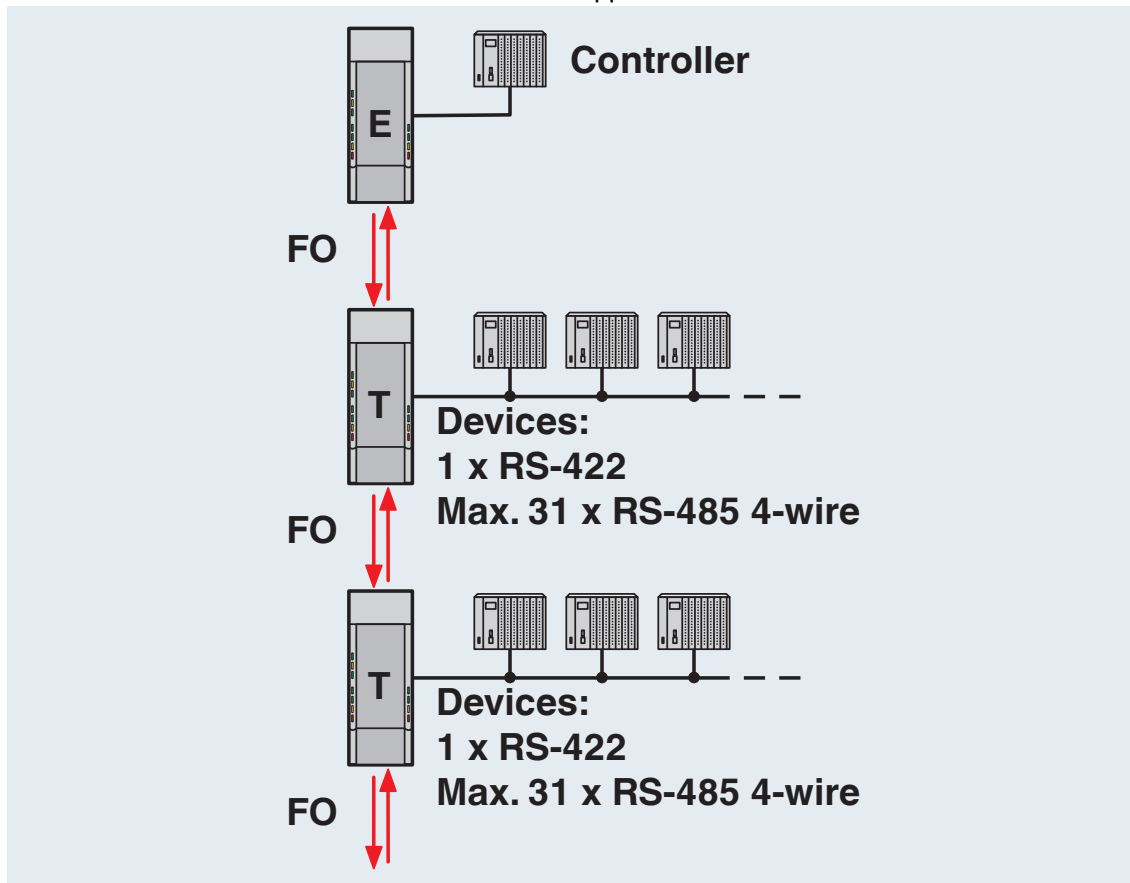 Controller
E
FO
T
Devices:
1 x RS-422
Max. 31 x RS-485 4-wire
FO
T
Devices:
1 x RS-422
Max. 31 x RS-485 4-wire
FO